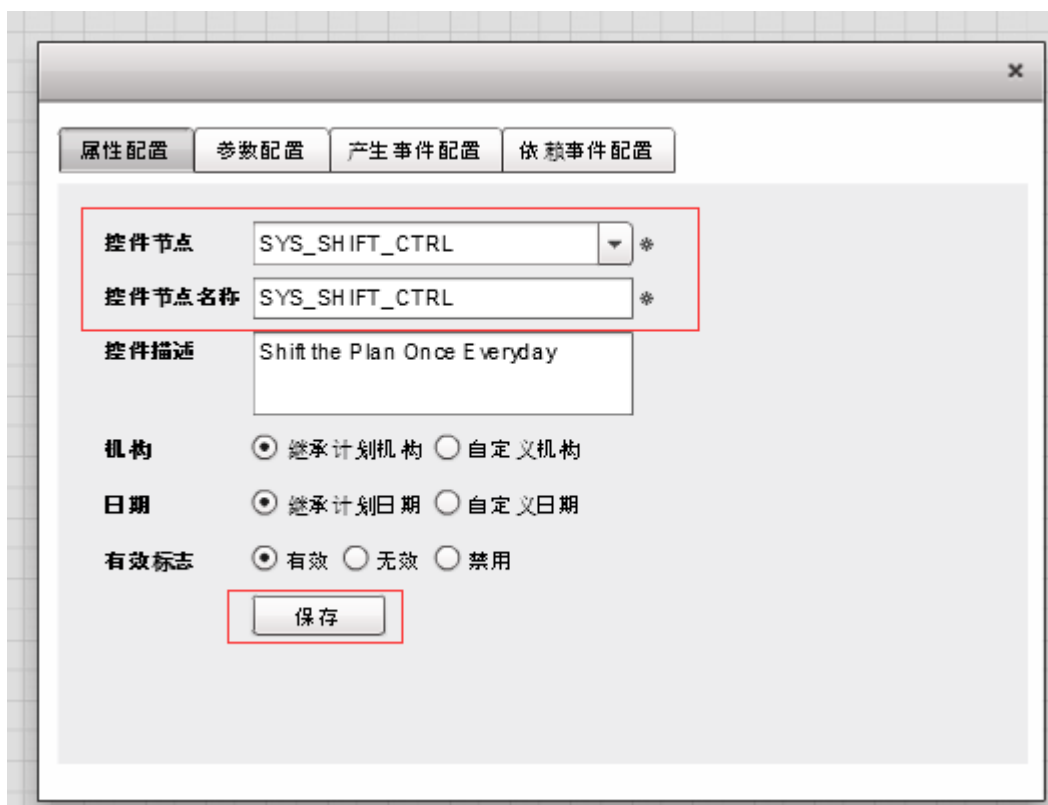 ×
属性配置 参数配置 产生事件配置 依赖事件配置
控件节点 SYS_SHIFT_CTRL *
控件节点名称 SYS_SHIFT_CTRL *
控件描述 Shift the Plan Once Everyday
机构 继承计划机构 自定义机构
日期 继承计划日期 自定义日期
有效标志 有效 无效 禁用
保存